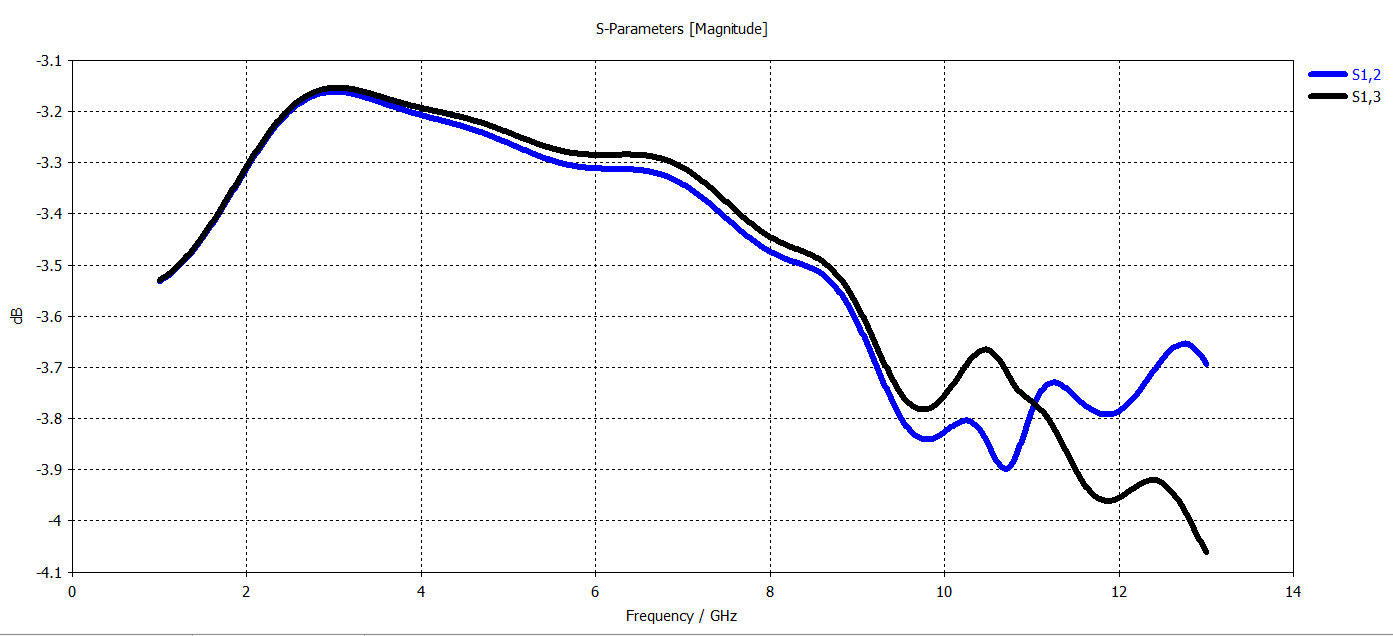 S-Parameters [Magnitude]
-3.1
-3.2
-3.3
-3.4
-3.5
-3.6
-3.7
-3.8
-3.9
-4
-4.1
dB
0 2 4 6 8 10 12 14
Frequency / GHz
S1,2
S1,3